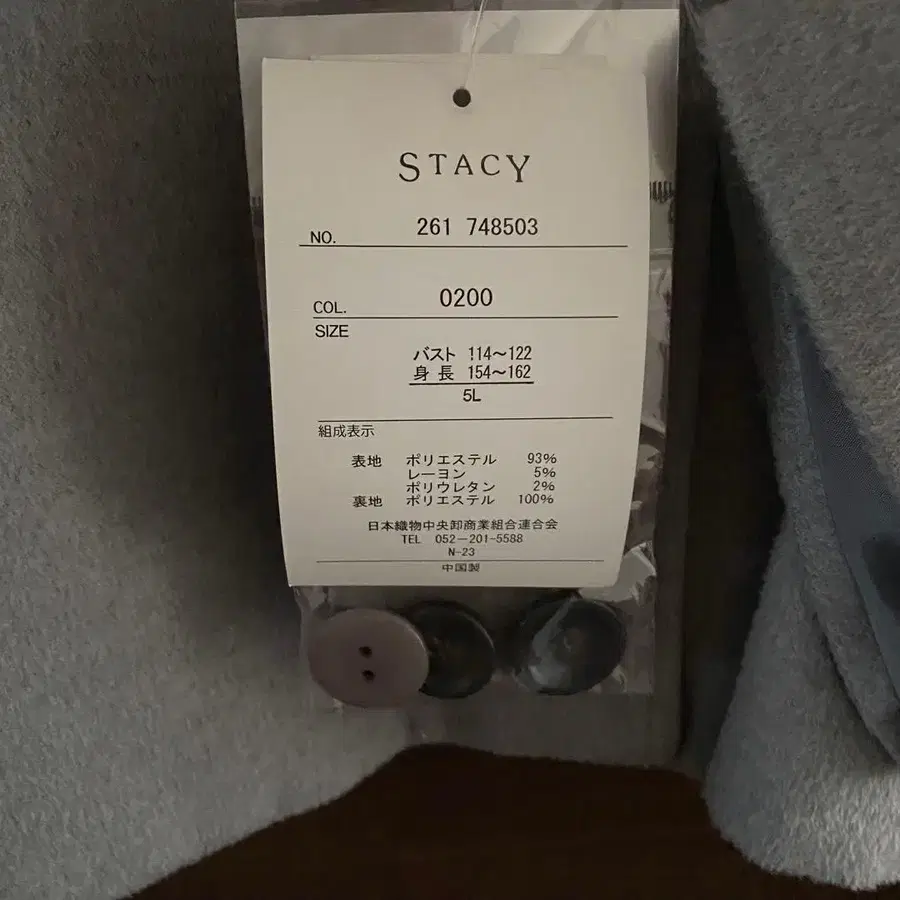 STACY
NO. 261 748503
COL. 0200
SIZE
バスト 114～122
身長 154～162
5L
組成表示
表地 ポリエステル 93%
レーヨン 5%
ポリウレタン 2%
裏地 ポリエステル 100%
日本織物中央卸商業組合連合会
TEL 052-201-5588
N-23
中国製